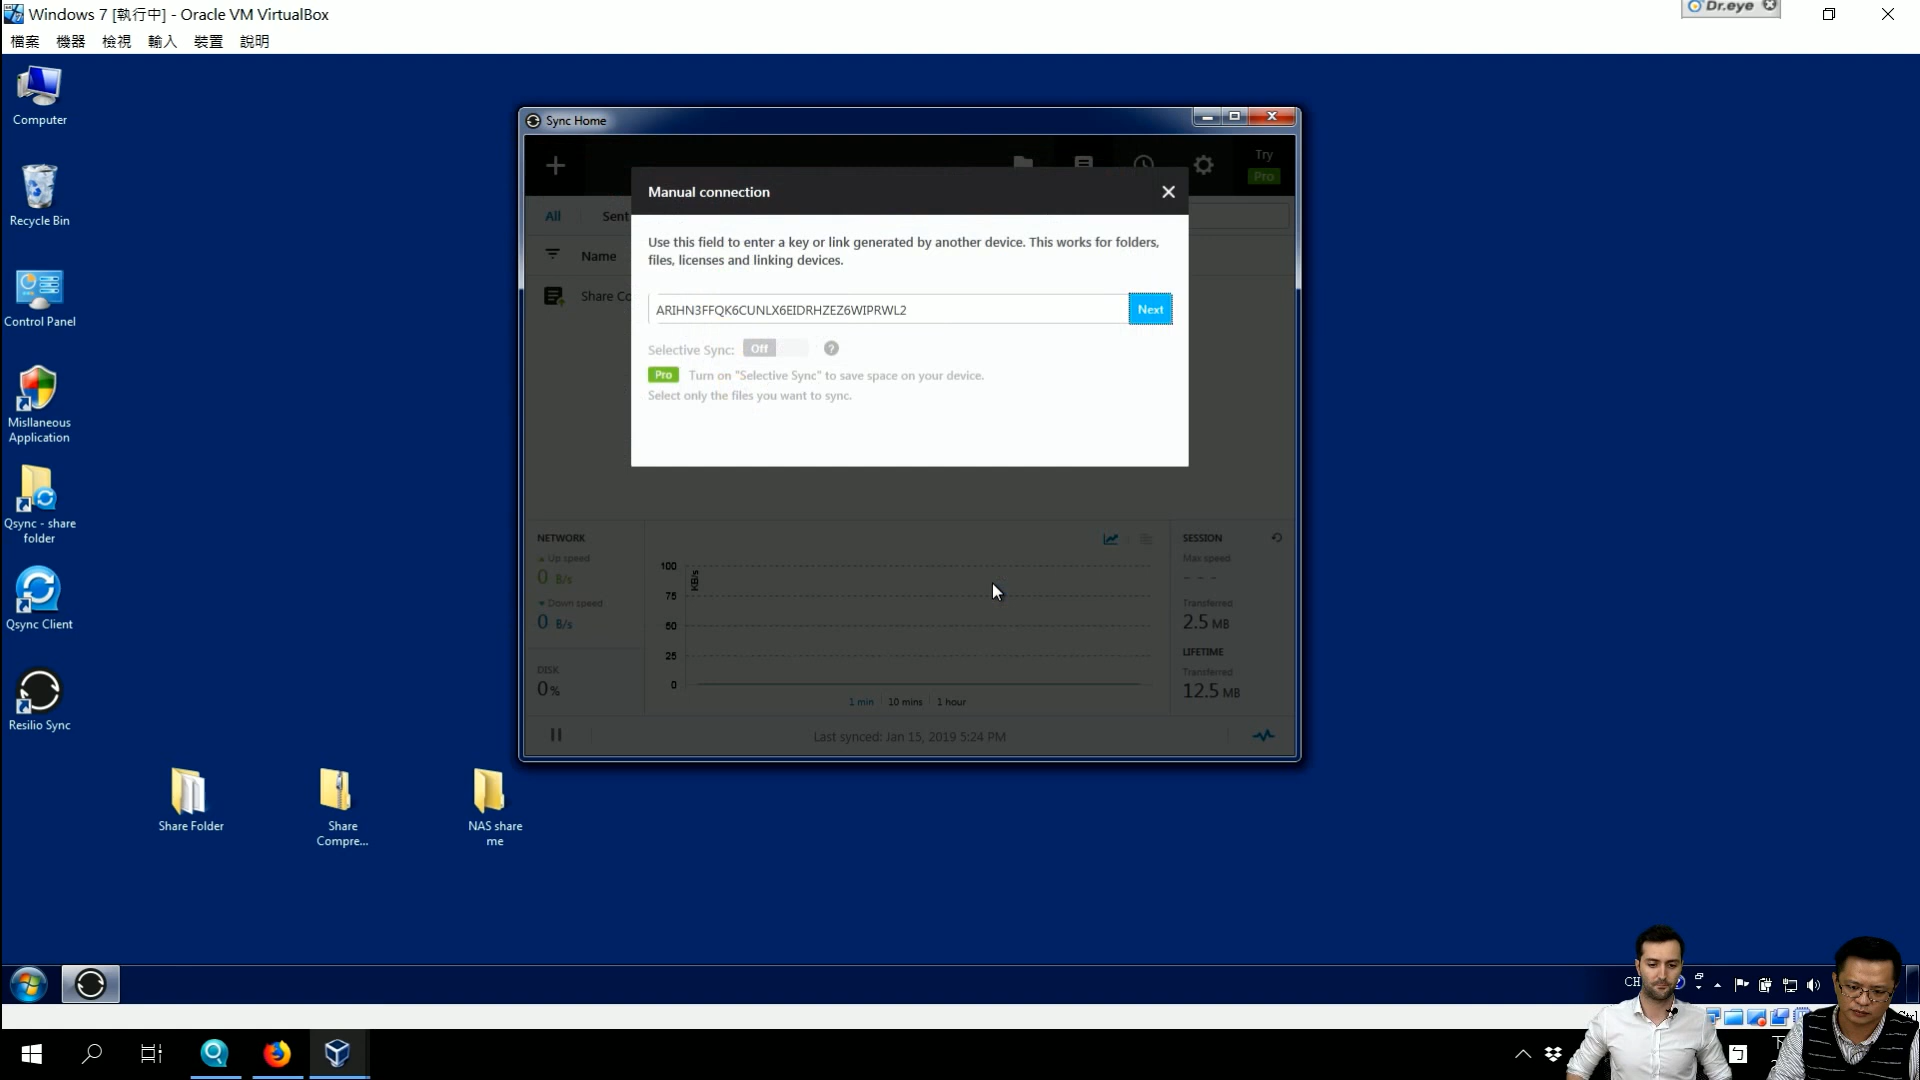 Windows 7 [執行中] - Oracle VM VirtualBox
Dr.eye
檔案 機器 檢視 輸入 裝置 說明
Computer
Recycle Bin
Control Panel
Misllaneous
Application
Qsync - share
folder
Qsync Client
Resilio Sync
Share Folder
Share
Compre...
NAS share
me
Sync Home
Try
Pro
All
Sent
Name
Share Co
Manual connection
Use this field to enter a key or link generated by another device. This works for folders,
files, licenses and linking devices.
ARIHN3FFQK6CUNLX6EIDRHZEZ6WIPRWL2
Next
Selective Sync: Off ?
Pro Turn on "Selective Sync" to save space on your device.
Select only the files you want to sync.
NETWORK
Up speed
0 B/s
Down speed
0 B/s
DISK
0%
100
75
50
25
0
KB/s
1 min 10 mins 1 hour
SESSION
Max speed
- - -
Transferred
2.5 MB
LIFETIME
Transferred
12.5 MB
Last synced: Jan 15, 2019 5:24 PM
CH